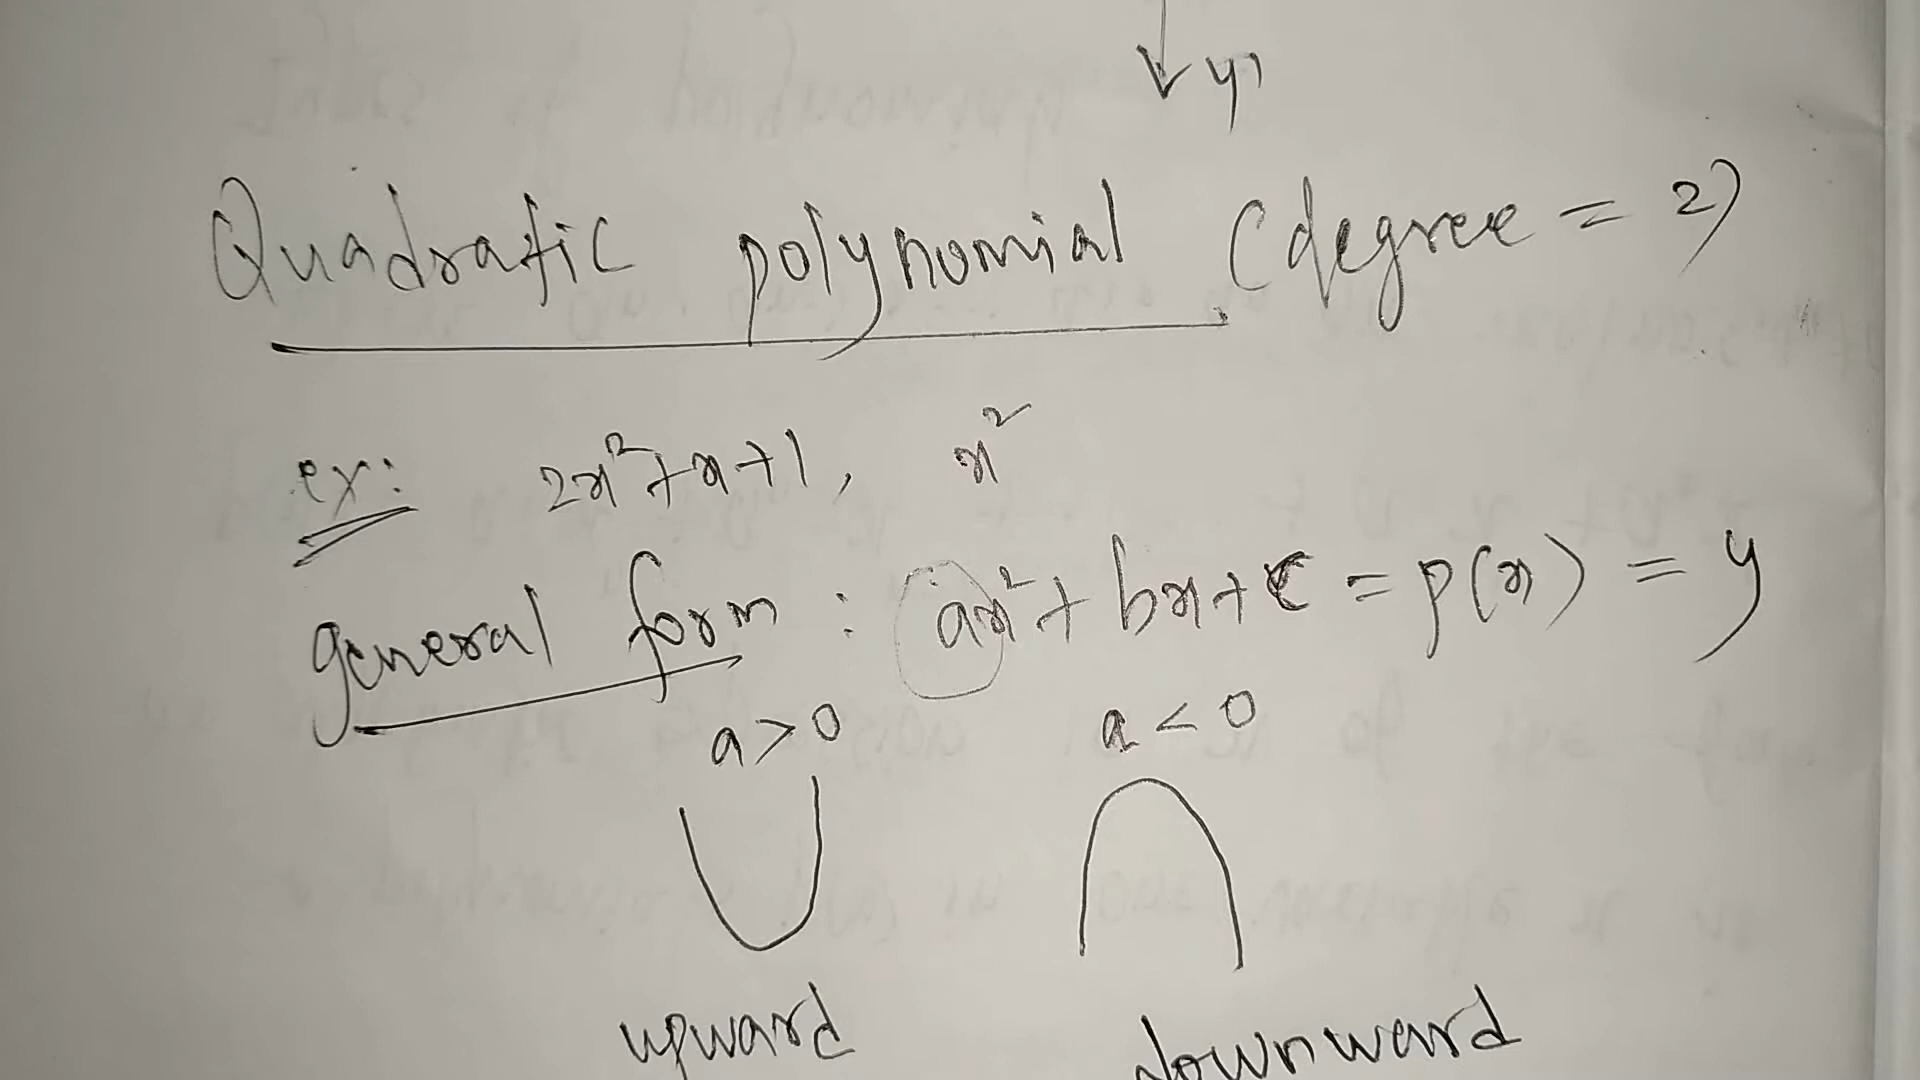 y'
Quadratic polynomial (degree = 2)
ex: 2x²+x+1, x²
general form : ax²+ bx+c = p(x) = y
a>0 a<0
upward downward